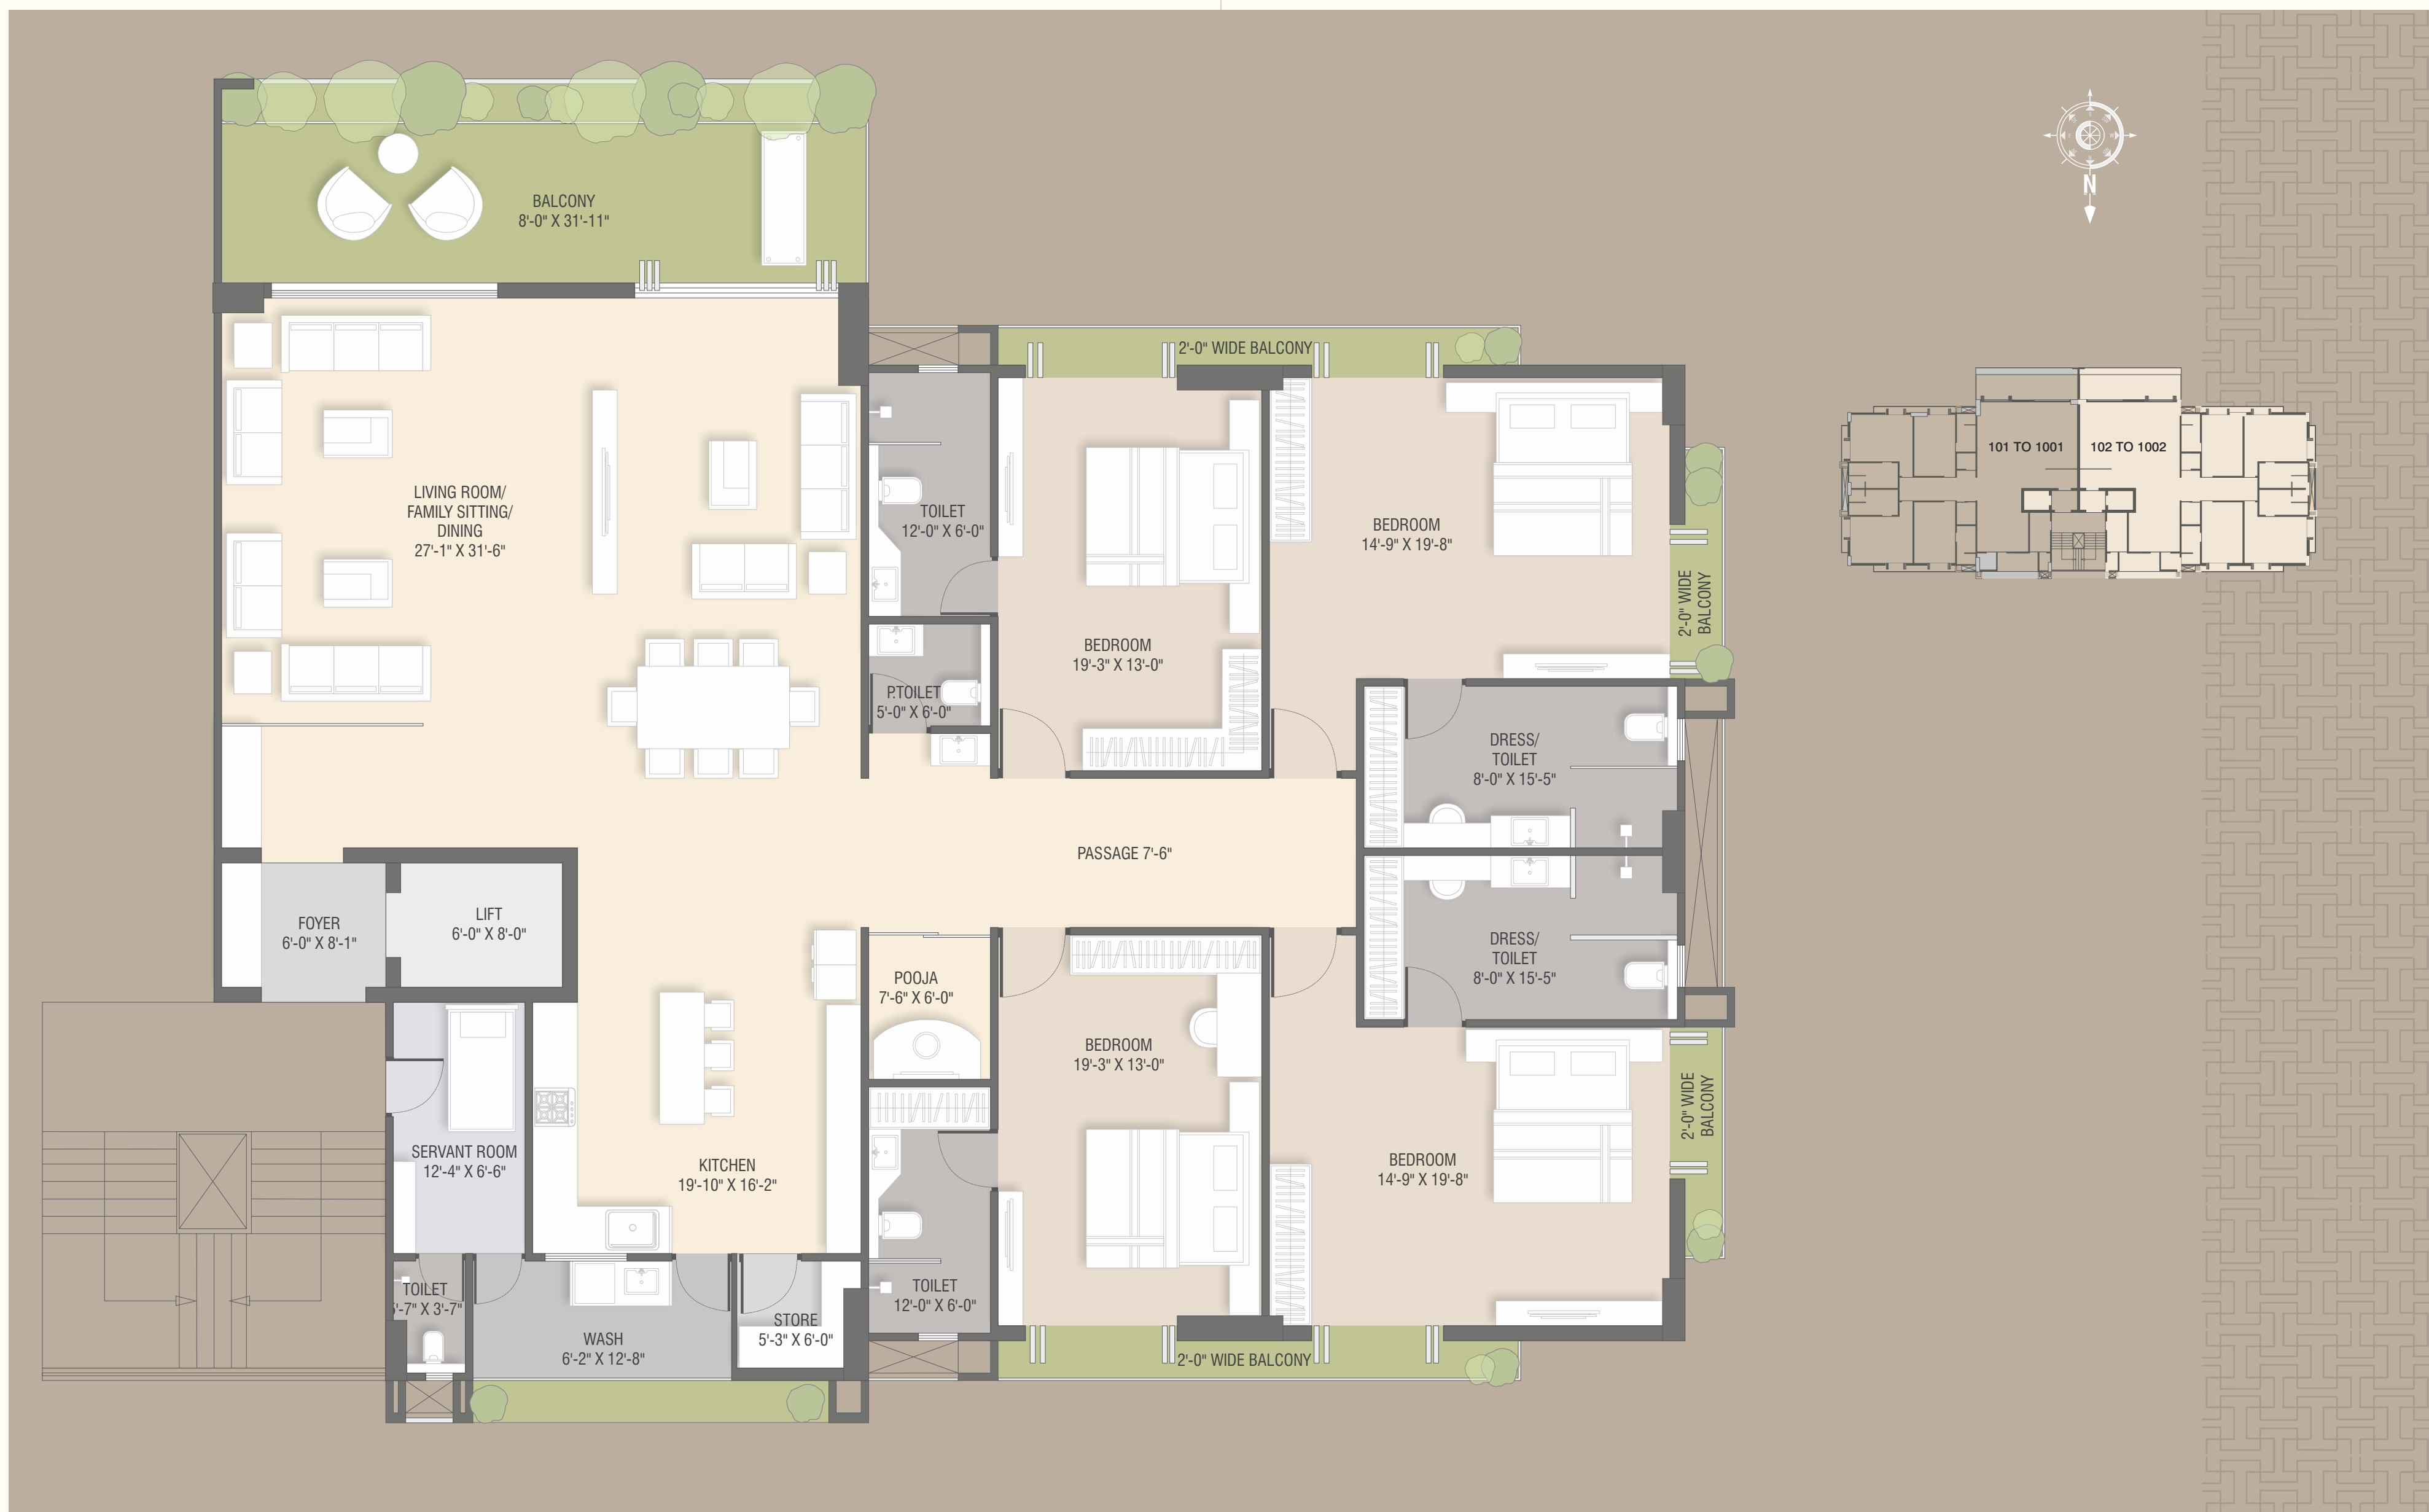 BALCONY
8'-0" X 31'-11"
N
2'-0" WIDE BALCONY
101 TO 1001
102 TO 1002
LIVING ROOM/
FAMILY SITTING/
DINING
27'-1" X 31'-6"
TOILET
12'-0" X 6'-0"
BEDROOM
14'-9" X 19'-8"
2'-0" WIDE
BALCONY
BEDROOM
19'-3" X 13'-0"
P.TOILET
5'-0" X 6'-0"
DRESS/
TOILET
8'-0" X 15'-5"
PASSAGE 7'-6"
FOYER
6'-0" X 8'-1"
LIFT
6'-0" X 8'-0"
POOJA
7'-6" X 6'-0"
DRESS/
TOILET
8'-0" X 15'-5"
BEDROOM
19'-3" X 13'-0"
2'-0" WIDE
BALCONY
SERVANT ROOM
12'-4" X 6'-6"
KITCHEN
19'-10" X 16'-2"
BEDROOM
14'-9" X 19'-8"
TOILET
'-7" X 3'-7"
TOILET
12'-0" X 6'-0"
STORE
5'-3" X 6'-0"
WASH
6'-2" X 12'-8"
2'-0" WIDE BALCONY